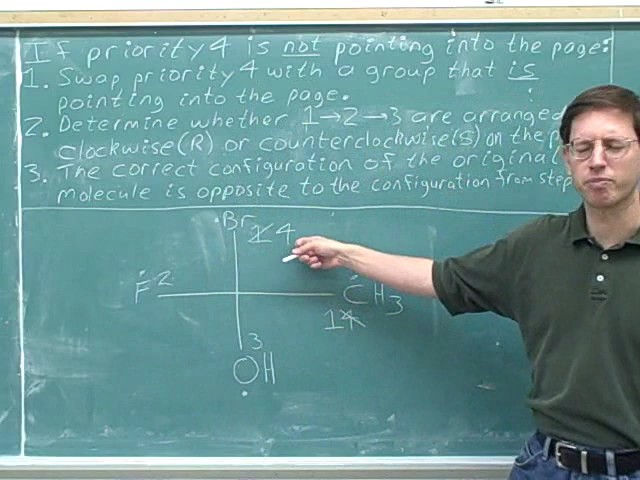 If priority 4 is not pointing into the page:
1. Swap priority 4 with a group that is
pointing into the page.
2. Determine whether 1→2→3 are arranged
clockwise (R) or counterclockwise (S) on the
3. The correct configuration of the original
molecule is opposite to the configuration from step
Br 1 4
F 2
CH3
1 4
3
OH